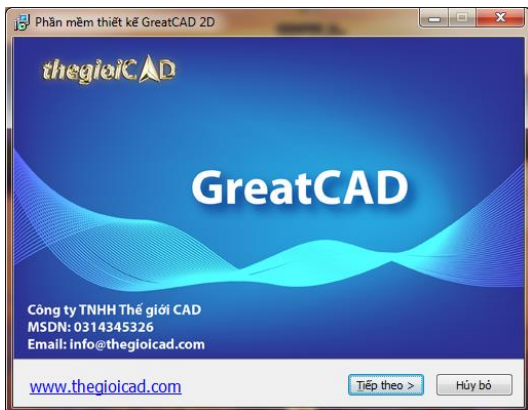 Phần mềm thiết kế GreatCAD 2D
thegioiCAD
GreatCAD
Công ty TNHH Thế giới CAD
MSDN: 0314345326
Email: info@thegioicad.com
www.thegioicad.com
Tiếp theo >
Hủy bỏ